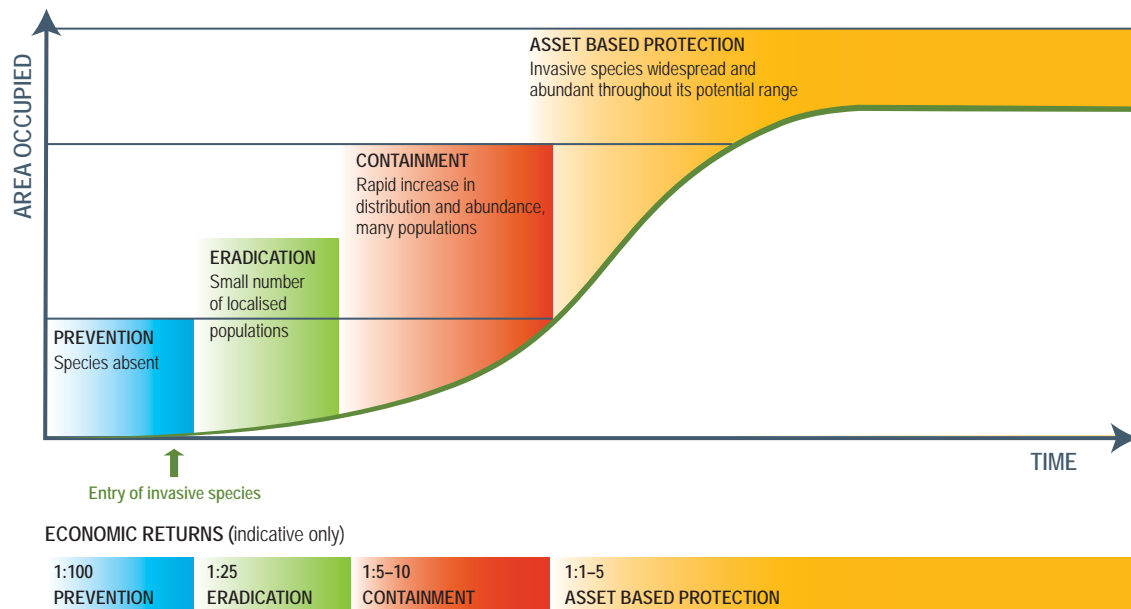 AREA OCCUPIED
ASSET BASED PROTECTION
Invasive species widespread and
abundant throughout its potential range
CONTAINMENT
Rapid increase in
distribution and abundance,
many populations
ERADICATION
Small number
of localised
populations
PREVENTION
Species absent
TIME
Entry of invasive species
ECONOMIC RETURNS (indicative only)
1:100
PREVENTION
1:25
ERADICATION
1:5–10
CONTAINMENT
1:1–5
ASSET BASED PROTECTION